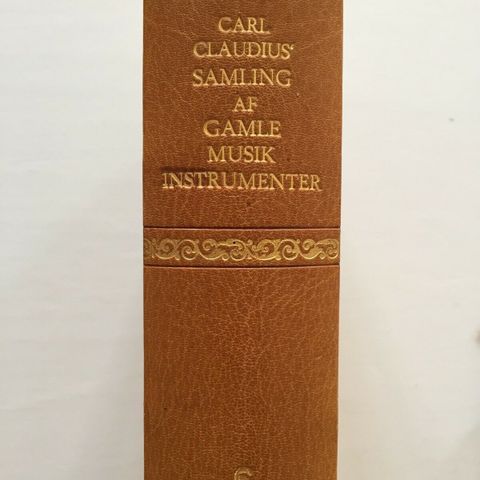 CARL
CLAUDIUS'
SAMLING
AF
GAMLE
MUSIK
INSTRUMENTER